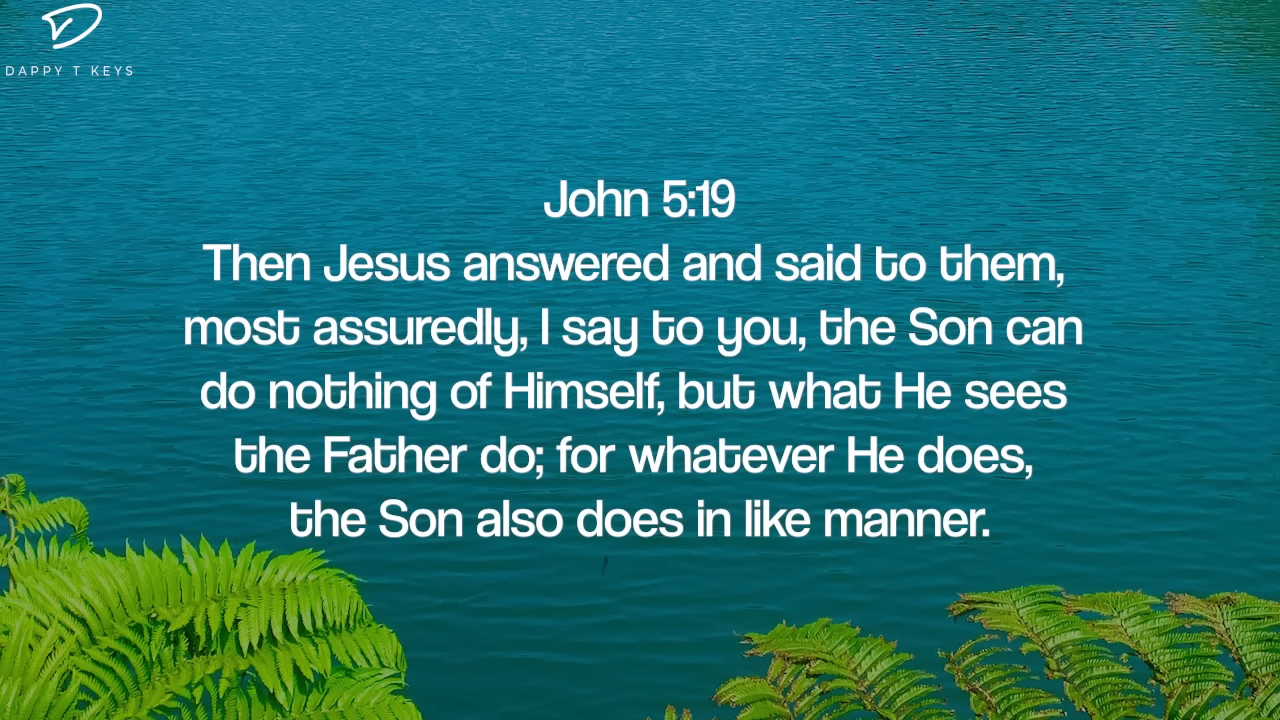 DAPPY T KEYS
John 5:19
Then Jesus answered and said to them,
most assuredly, I say to you, the Son can
do nothing of Himself, but what He sees
the Father do; for whatever He does,
the Son also does in like manner.